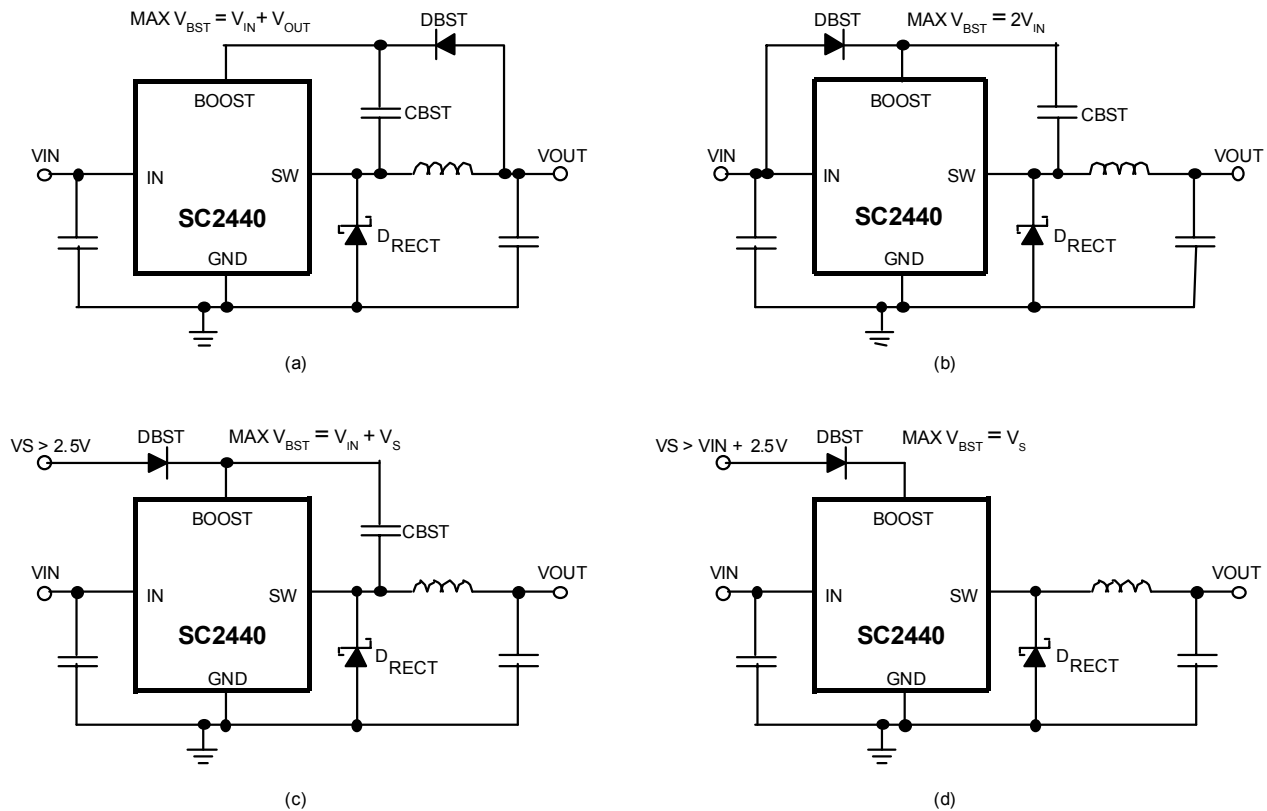 MAX V_BST = V_IN + V_OUT
DBST
BOOST
CBST
VIN
VOUT
IN
SW
SC2440
D_RECT
GND
(a)
DBST
MAX V_BST = 2V_IN
BOOST
CBST
VIN
VOUT
IN
SW
SC2440
D_RECT
GND
(b)
VS > 2.5V
DBST
MAX V_BST = V_IN + V_S
BOOST
CBST
VIN
VOUT
IN
SW
SC2440
D_RECT
GND
(c)
VS > VIN + 2.5V
DBST
MAX V_BST = V_S
BOOST
VIN
VOUT
IN
SW
SC2440
D_RECT
GND
(d)